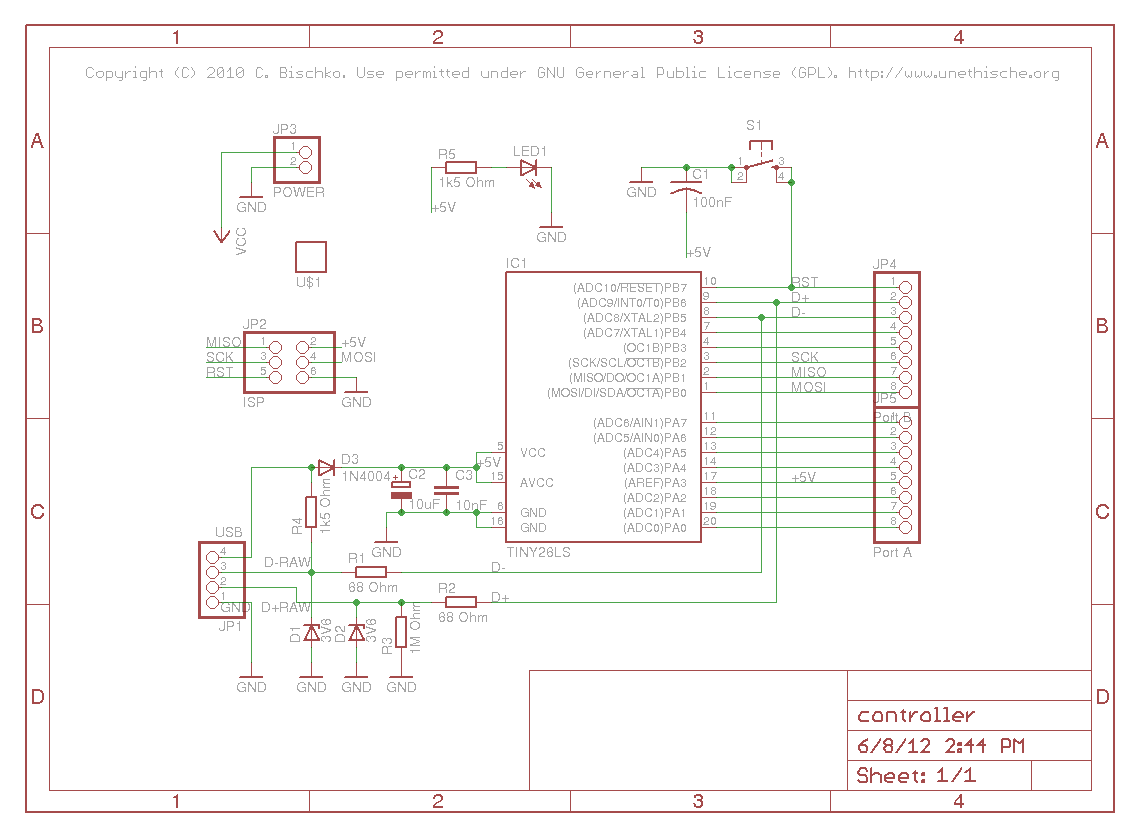 1 2 3 4
Copyright (C) 2010 C. Bischko. Use permitted under GNU Gerneral Public License (GPL). http://www.unethische.org
A
A
JP3
1
2
POWER
GND
VCC
U$1
R5
1k5 Ohm
+5V
LED1
GND
S1
1
2
3
4
C1
100nF
GND
+5V
B
B
JP2
MISO 1 2 +5V
SCK 3 4 MOSI
RST 5 6
ISP
GND
IC1
(ADC10/RESET)PB7 10 RST 1
(ADC9/INT0/T0)PB6 9 D+ 2
(ADC8/XTAL2)PB5 8 D- 3
(ADC7/XTAL1)PB4 7 4
(OC1B)PB3 4 5
(SCK/SCL/OC1B)PB2 3 SCK 6
(MISO/DO/OC1A)PB1 2 MISO 7
(MOSI/DI/SDA/OC1A)PB0 1 MOSI 8
JP4
JP5
Port B
(ADC6/AIN1)PA7 11 1
(ADC5/AIN0)PA6 12 2
(ADC4)PA5 13 3
(ADC3)PA4 14 4
(AREF)PA3 17 +5V 5
(ADC2)PA2 18 6
(ADC1)PA1 19 7
(ADC0)PA0 20 8
Port A
5 VCC
15 AVCC
6 GND
16 GND
TINY26LS
+5V
C
C
D3
1N4004
C2
+
10uF
C3
10nF
GND
R4
1k5 Ohm
USB
4
3
2
1
GND
JP1
D-RAW
D+RAW
R1
68 Ohm
D-
R2
68 Ohm
D+
D1
3V6
D2
3V6
R3
1M Ohm
GND GND GND GND
D
D
controller
6/8/12 2:44 PM
Sheet: 1/1
1 2 3 4